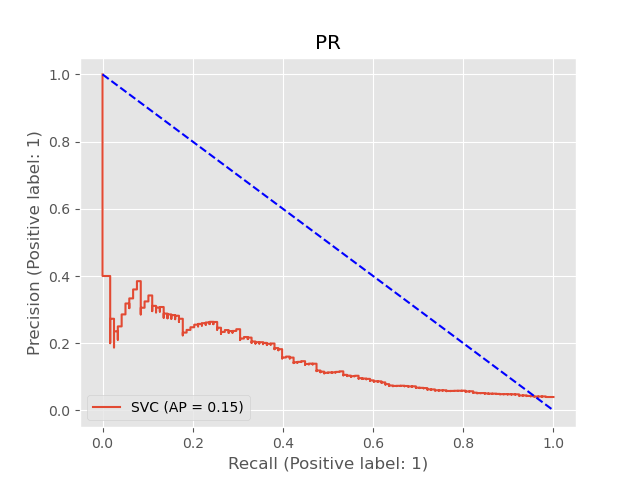 PR
Precision (Positive label: 1)
1.0
0.8
0.6
0.4
0.2
0.0
SVC (AP = 0.15)
0.0 0.2 0.4 0.6 0.8 1.0
Recall (Positive label: 1)